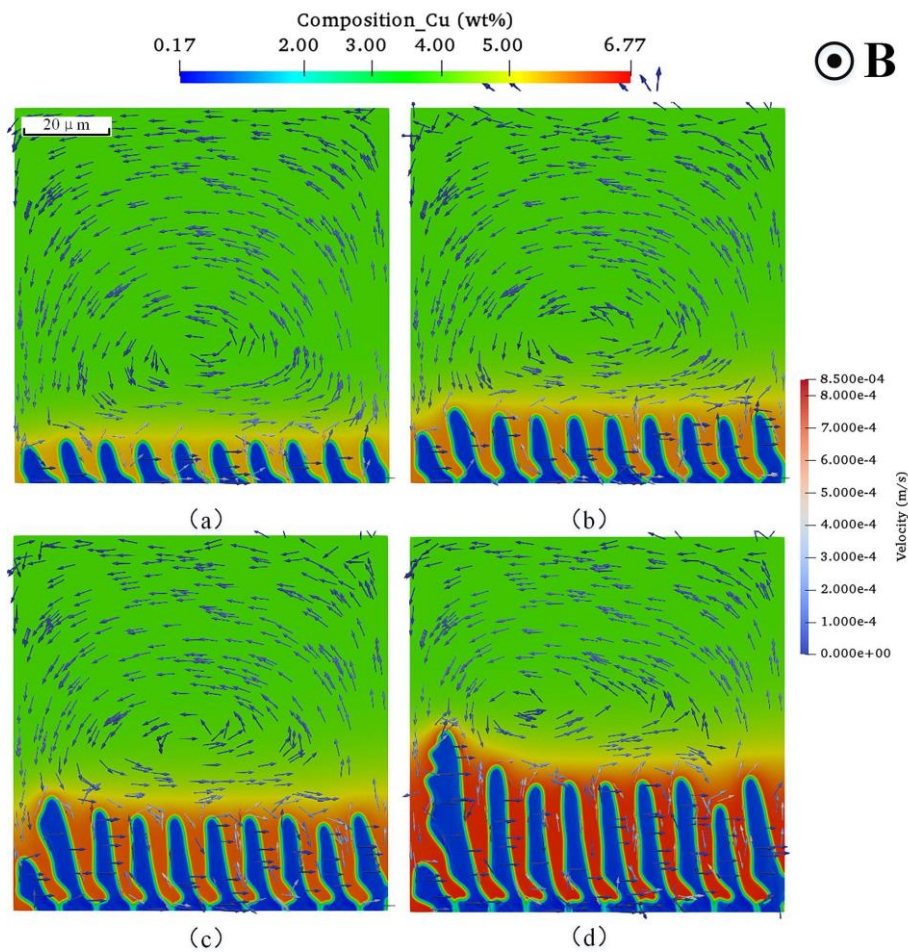 Composition_Cu (wt%)
0.17 2.00 3.00 4.00 5.00 6.77
B
20 μm
(a)
(b)
8.500e-04
8.000e-4
7.000e-4
6.000e-4
5.000e-4
4.000e-4
3.000e-4
2.000e-4
1.000e-4
0.000e+00
Velocity (m/s)
(c)
(d)